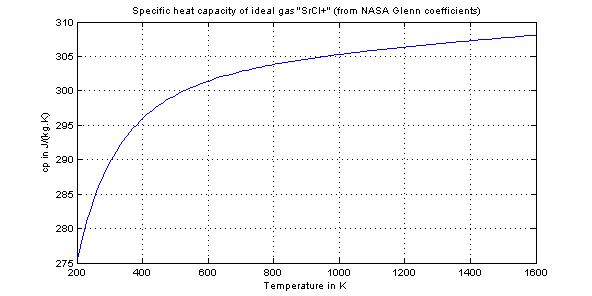 Specific heat capacity of ideal gas "SrCl+" (from NASA Glenn coefficients)
310
305
300
295
290
285
280
275
cp in J/(kg.K)
200 400 600 800 1000 1200 1400 1600
Temperature in K